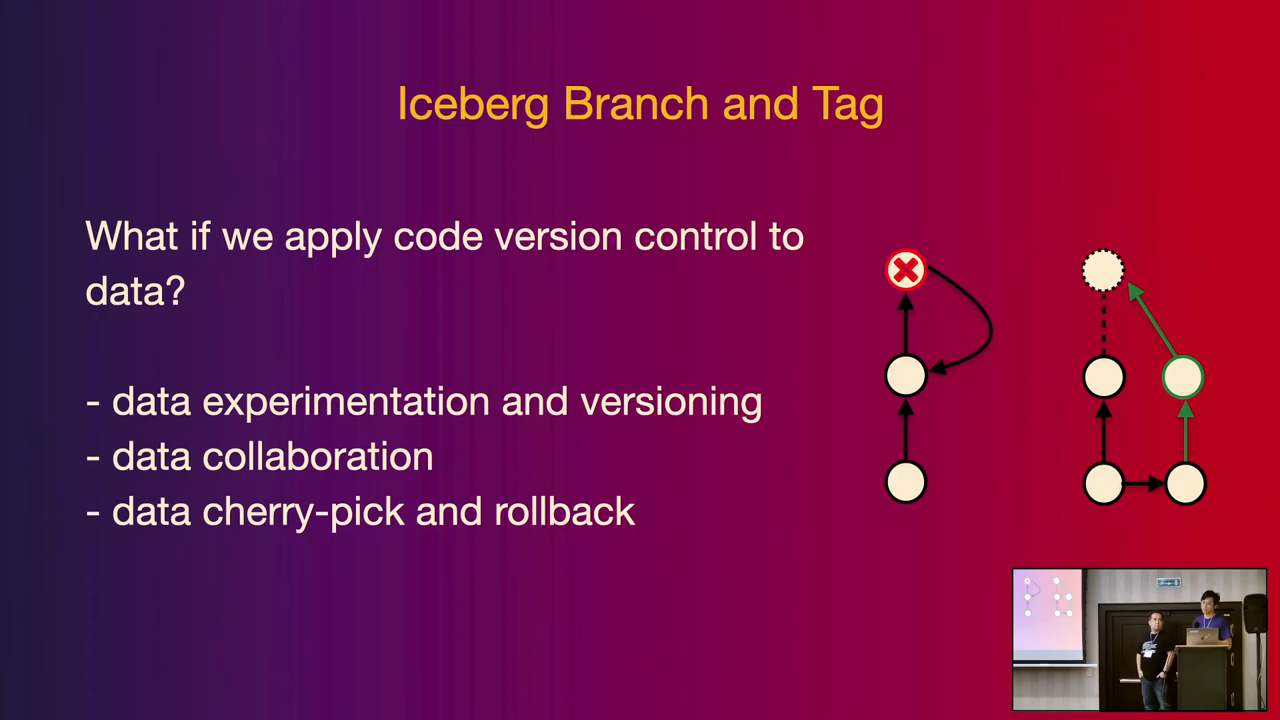 Iceberg Branch and Tag
What if we apply code version control to
data?
- data experimentation and versioning
- data collaboration
- data cherry-pick and rollback